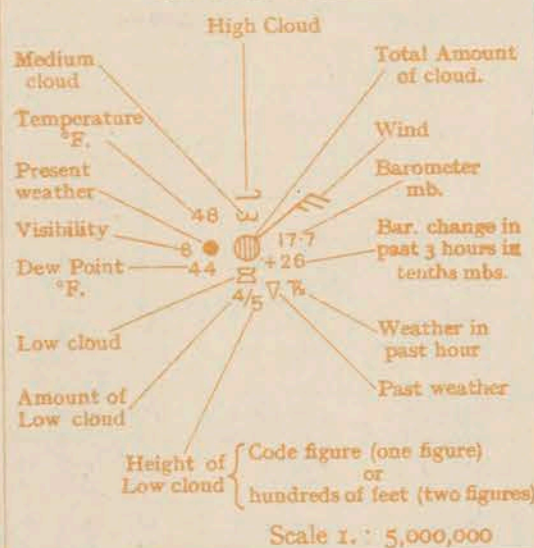 High Cloud
Medium
cloud
Total Amount
of cloud.
Temperature
°F.
Wind
Present
weather
Barometer
mb.
48
Visibility
6
17·7
Bar. change in
past 3 hours in
tenths mbs.
Dew Point
°F.
44
+26
4/5
Low cloud
Weather in
past hour
Amount of
Low cloud
Past weather
Height of
Low cloud
Code figure (one figure)
or
hundreds of feet (two figures)
Scale 1. : 5,000,000